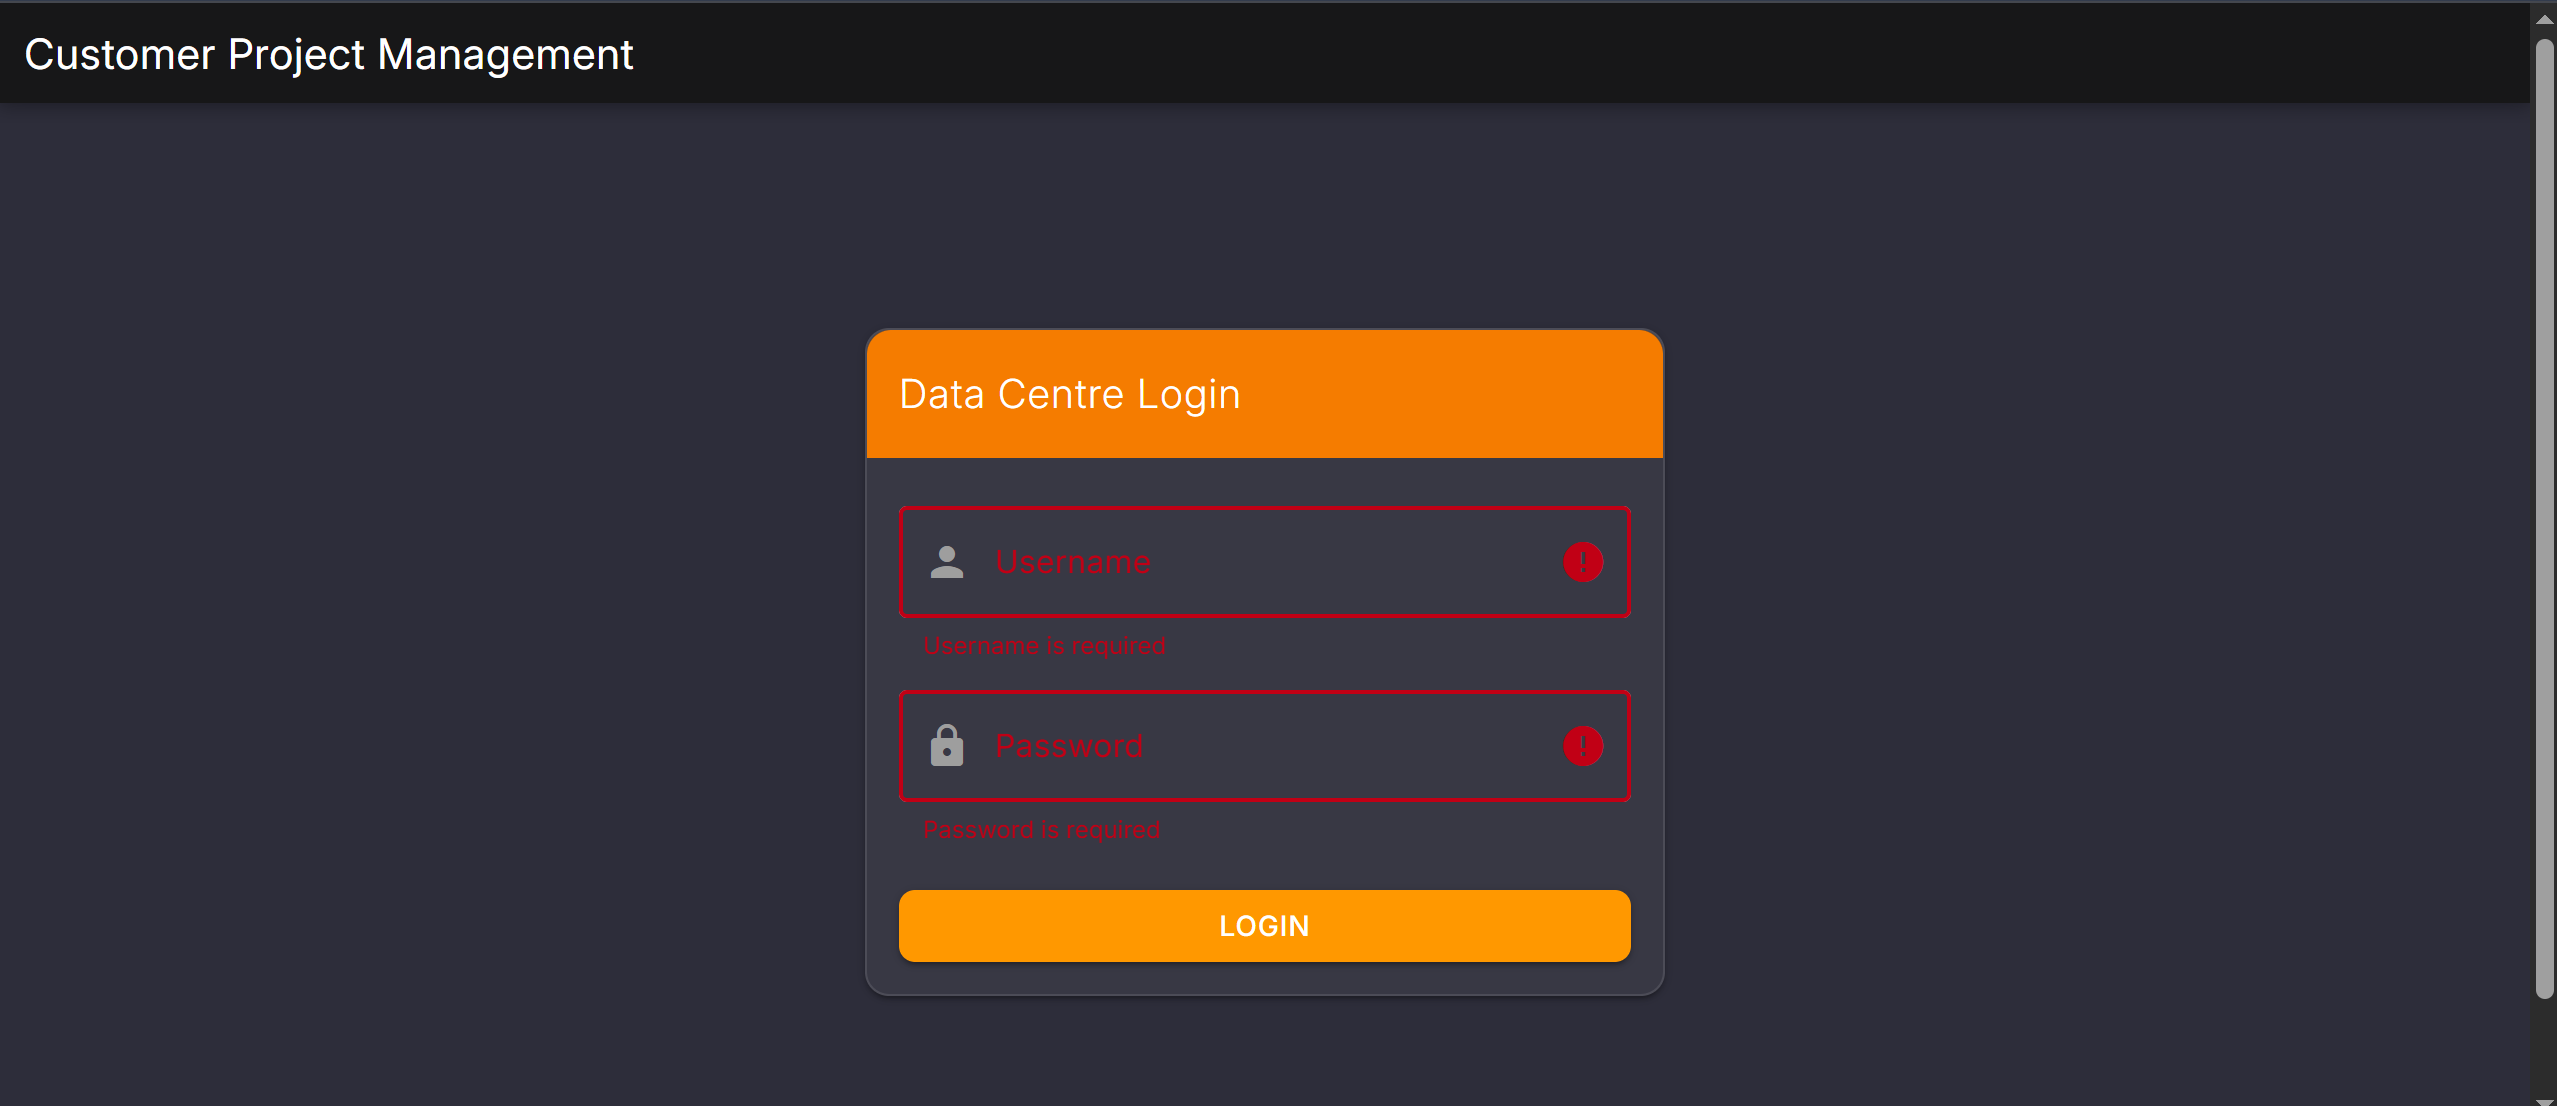 Customer Project Management
Data Centre Login
Username
Username is required
Password
Password is required
LOGIN